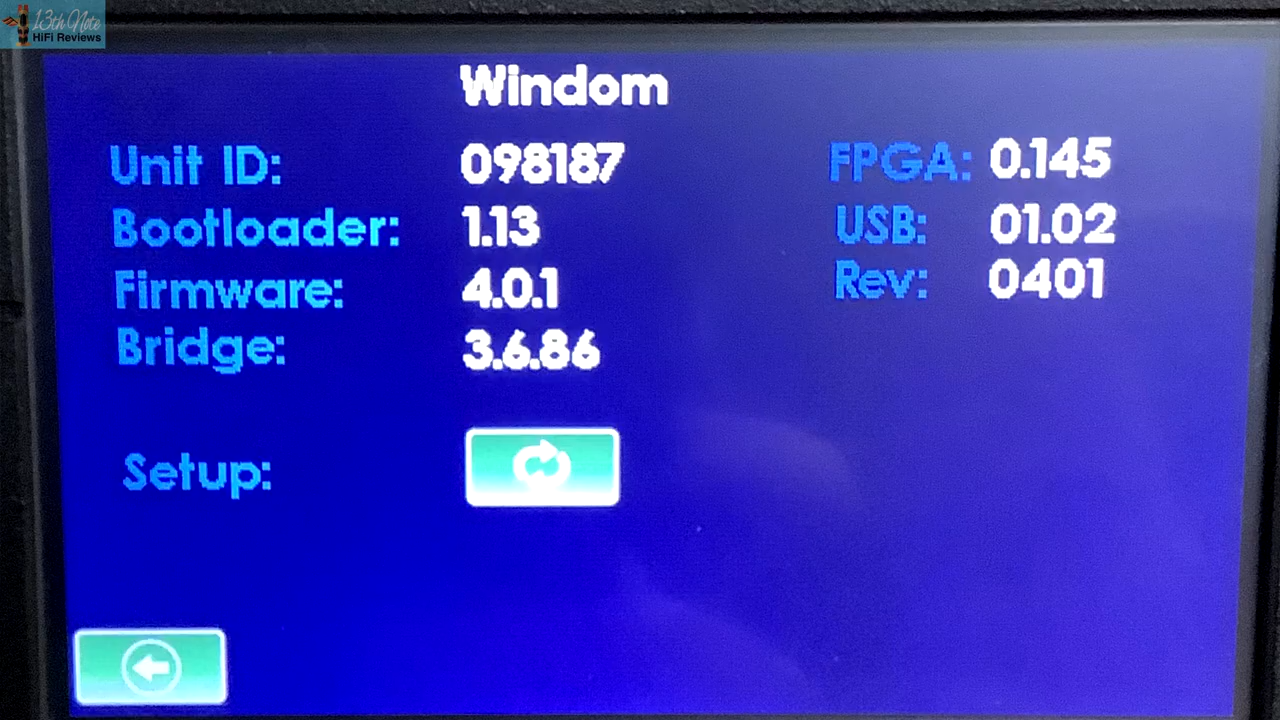 13th Note
HiFi Reviews
Windom
Unit ID: 098187 FPGA: 0.145
Bootloader: 1.13 USB: 01.02
Firmware: 4.0.1 Rev: 0401
Bridge: 3.6.86
Setup: